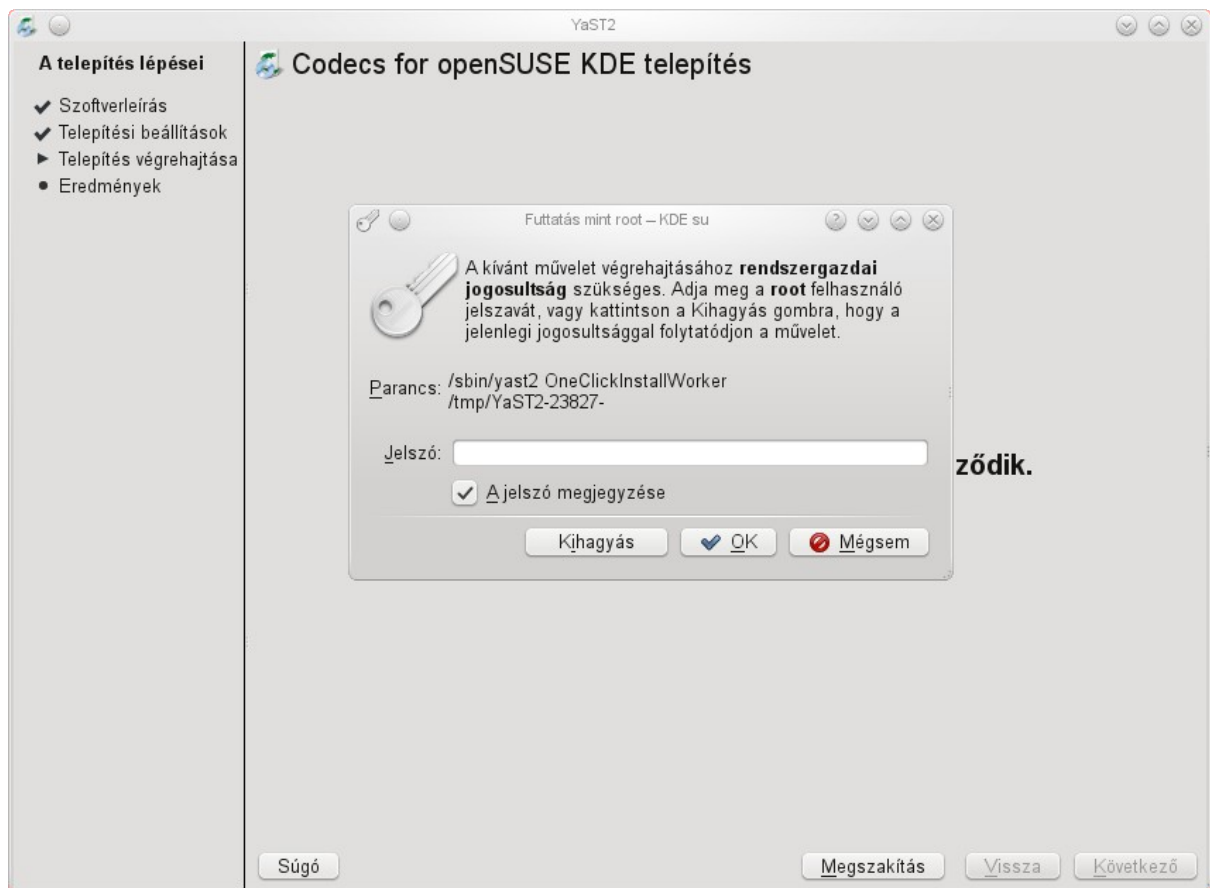 YaST2
A telepítés lépései
Szoftverleírás
Telepítési beállítások
Telepítés végrehajtása
Eredmények
Codecs for openSUSE KDE telepítés
Futtatás mint root – KDE su
A kívánt művelet végrehajtásához rendszergazdai
jogosultság szükséges. Adja meg a root felhasználó
jelszavát, vagy kattintson a Kihagyás gombra, hogy a
jelenlegi jogosultsággal folytatódjon a művelet.
Parancs: /sbin/yast2 OneClickInstallWorker
/tmp/YaST2-23827-
Jelszó:
ződik.
A jelszó megjegyzése
Kihagyás OK Mégsem
Súgó Megszakítás Vissza Következő